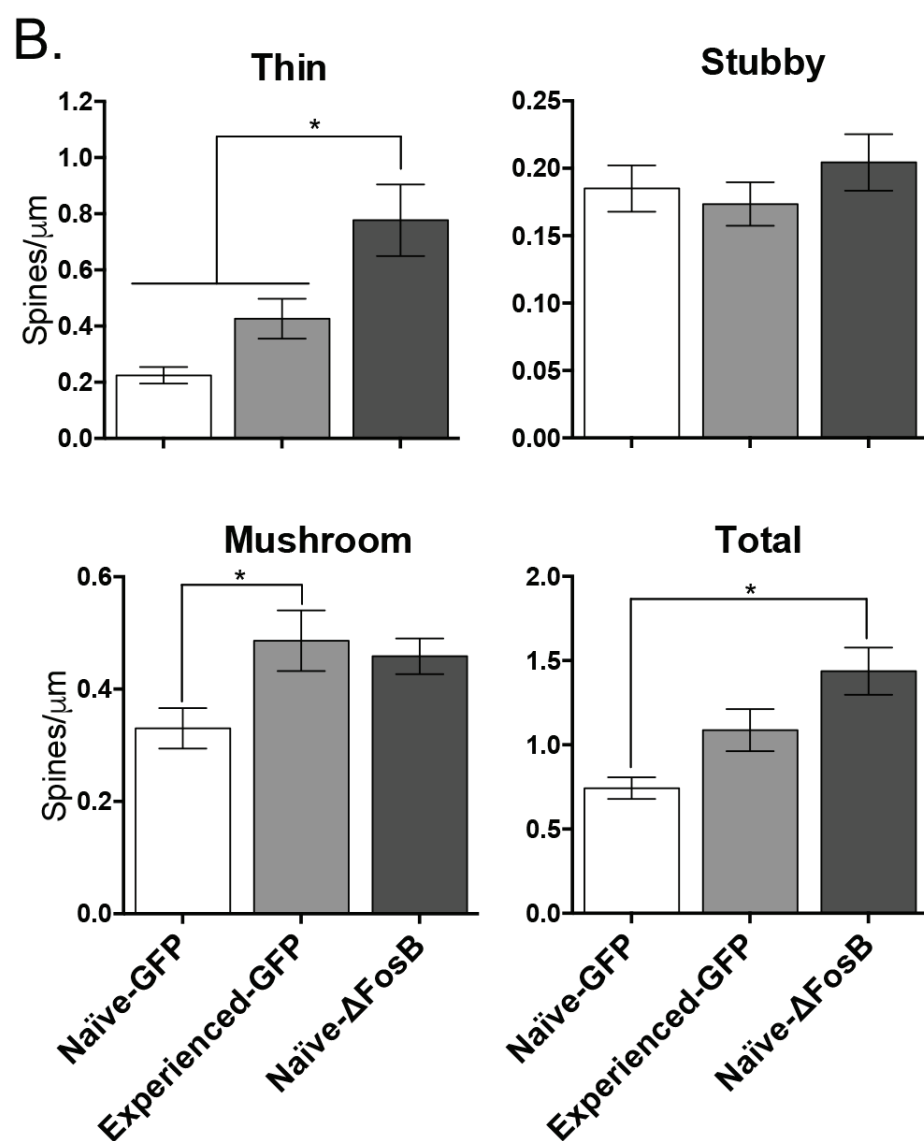 B.
Thin
Spines/μm
1.2
1.0
0.8
0.6
0.4
0.2
0.0
*
Stubby
0.25
0.20
0.15
0.10
0.05
0.00
Mushroom
Spines/μm
0.6
0.4
0.2
0.0
*
Naïve-GFP
Experienced-GFP
Naïve-ΔFosB
Total
2.0
1.5
1.0
0.5
0.0
*
Naïve-GFP
Experienced-GFP
Naïve-ΔFosB